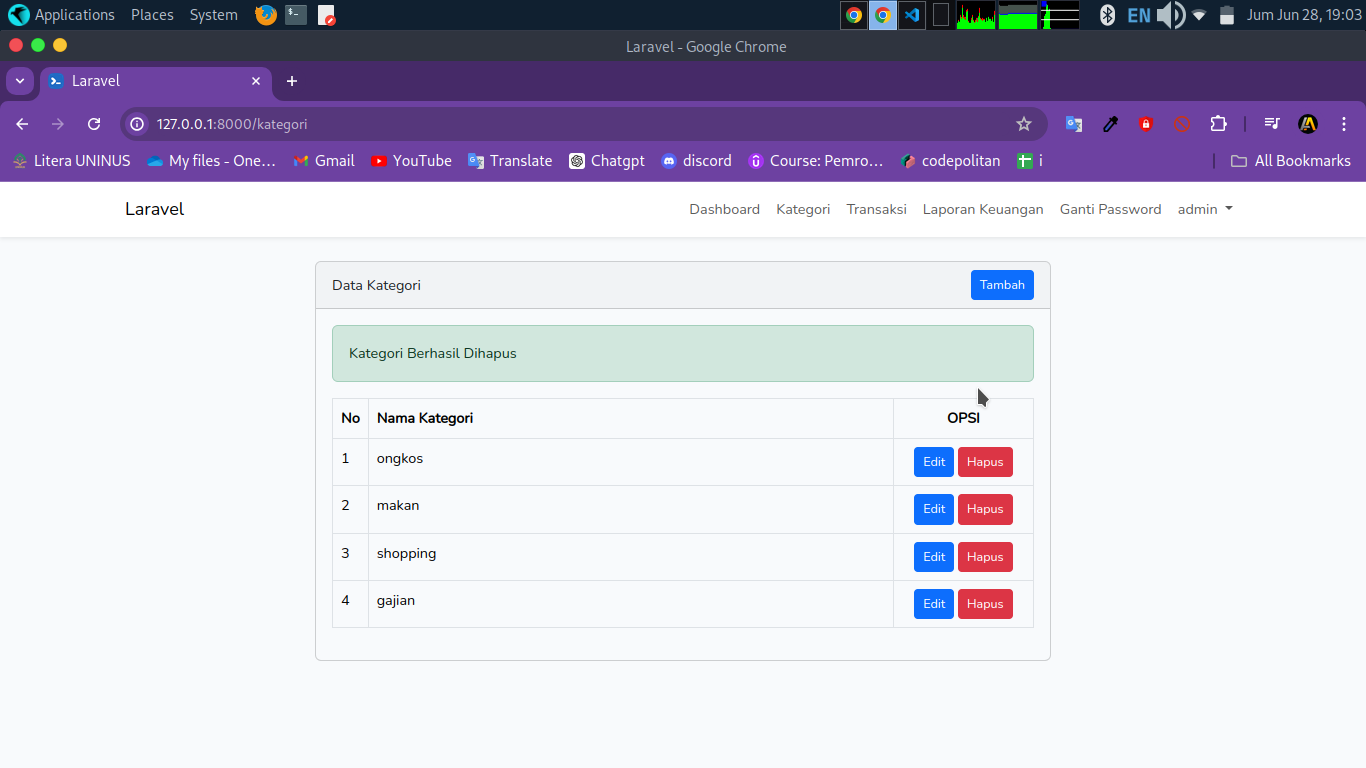 Applications Places System EN Jum Jun 28, 19:03
Laravel - Google Chrome
Laravel
127.0.0.1:8000/kategori
Litera UNINUS My files - One... Gmail YouTube Translate Chatgpt discord Course: Pemro... codepolitan i All Bookmarks
Laravel Dashboard Kategori Transaksi Laporan Keuangan Ganti Password admin
Data Kategori Tambah
Kategori Berhasil Dihapus
No Nama Kategori OPSI
1 ongkos Edit Hapus
2 makan Edit Hapus
3 shopping Edit Hapus
4 gajian Edit Hapus